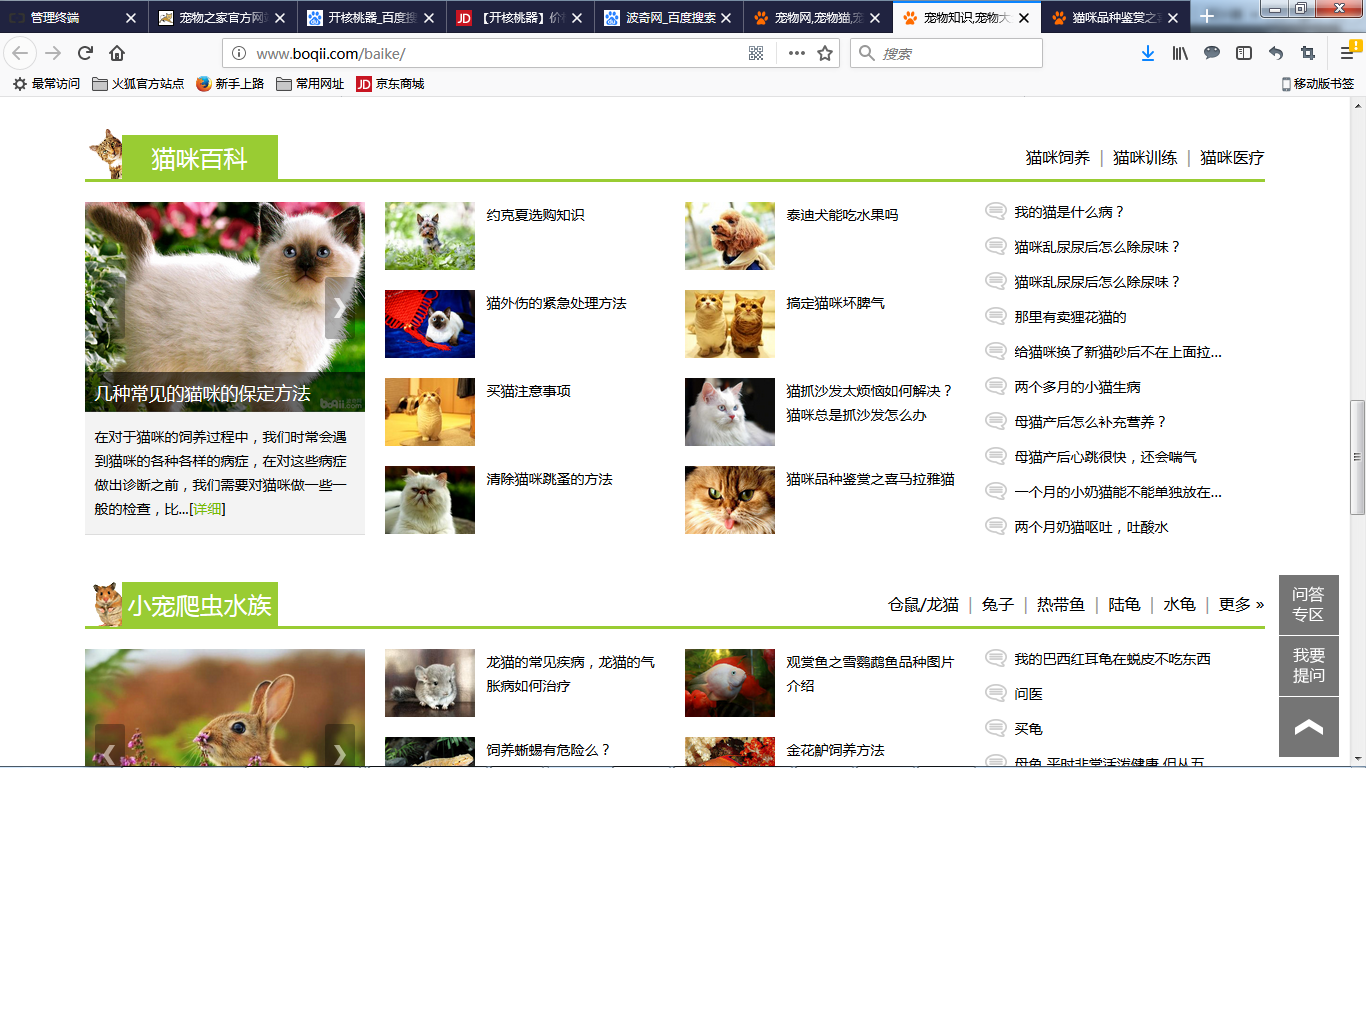 管理终端
宠物之家官方网
开核桃器_百度搜
【开核桃器】价
波奇网_百度搜索
宠物网,宠物猫,宠
宠物知识,宠物大
猫咪品种鉴赏之
www.boqii.com/baike/
搜索
最常访问 火狐官方站点 新手上路 常用网址 京东商城 移动版书签
猫咪百科
猫咪饲养 | 猫咪训练 | 猫咪医疗
几种常见的猫咪的保定方法
在对于猫咪的饲养过程中，我们时常会遇
到猫咪的各种各样的病症，在对这些病症
做出诊断之前，我们需要对猫咪做一些一
般的检查，比...[详细]
约克夏选购知识
猫外伤的紧急处理方法
买猫注意事项
清除猫咪跳蚤的方法
泰迪犬能吃水果吗
搞定猫咪坏脾气
猫抓沙发太烦恼如何解决？
猫咪总是抓沙发怎么办
猫咪品种鉴赏之喜马拉雅猫
我的猫是什么病？
猫咪乱尿尿后怎么除尿味？
猫咪乱尿尿后怎么除尿味？
那里有卖狸花猫的
给猫咪换了新猫砂后不在上面拉...
两个多月的小猫生病
母猫产后怎么补充营养？
母猫产后心跳很快，还会喘气
一个月的小奶猫能不能单独放在...
两个月奶猫呕吐，吐酸水
小宠爬虫水族
仓鼠/龙猫 | 兔子 | 热带鱼 | 陆龟 | 水龟 | 更多 »
龙猫的常见疾病，龙猫的气
胀病如何治疗
饲养蜥蜴有危险么？
观赏鱼之雪鹦鹉鱼品种图片
介绍
金花鲈饲养方法
我的巴西红耳龟在蜕皮不吃东西
问医
买龟
问答
专区
我要
提问